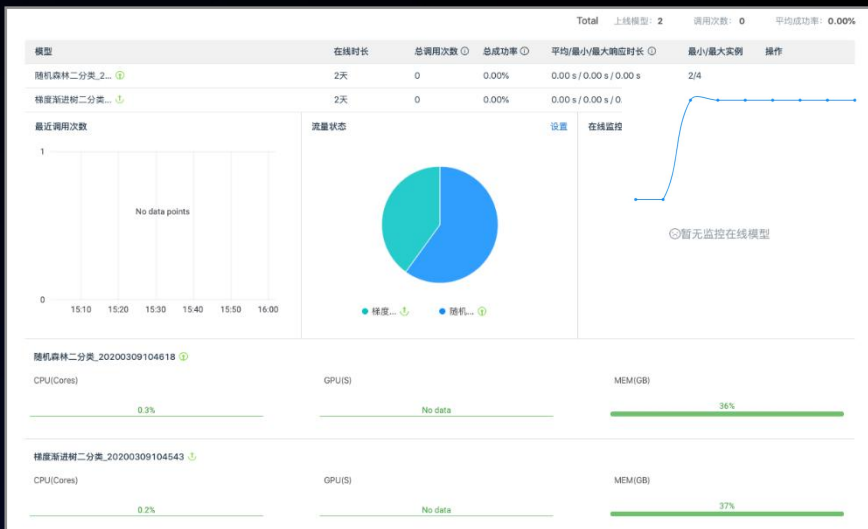 Total 上线模型: 2 调用次数: 0 平均成功率: 0.00%
模型 在线时长 总调用次数 总成功率 平均/最小/最大响应时长 最小/最大实例 操作
随机森林二分类_2... 2天 0 0.00% 0.00 s / 0.00 s / 0.00 s 2/4
梯度渐进树二分类... 2天 0 0.00% 0.00 s / 0.00 s / 0.
最近调用次数 流量状态 设置 在线监控
1
No data points
暂无监控在线模型
0
15:10 15:20 15:30 15:40 15:50 16:00
梯度... 随机...
随机森林二分类_20200309104618
CPU(Cores) GPU(S) MEM(GB)
0.3% No data 36%
梯度渐进树二分类_20200309104543
CPU(Cores) GPU(S) MEM(GB)
0.2% No data 37%